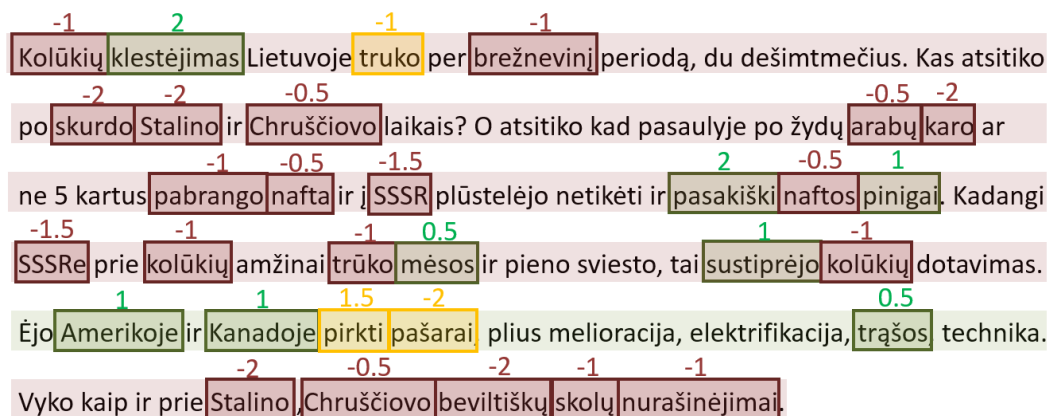 -1 2 -1 -1
Kolūkių klestėjimas Lietuvoje truko per brežnevinį periodą, du dešimtmečius. Kas atsitiko
-2 -2 -0.5 -0.5 -2
po skurdo Stalino ir Chruščiovo laikais? O atsitiko kad pasaulyje po žydų arabų karo ar
-1 -0.5 -1.5 2 -0.5 1
ne 5 kartus pabrango nafta ir į SSSR plūstelėjo netikėti ir pasakiški naftos pinigai. Kadangi
-1.5 -1 -1 0.5 1 -1
SSSRe prie kolūkių amžinai trūko mėsos ir pieno sviesto, tai sustiprėjo kolūkių dotavimas.
1 1 1.5 -2 0.5
Ėjo Amerikoje ir Kanadoje pirkti pašarai, plius melioracija, elektrifikacija, trąšos, technika.
-2 -0.5 -2 -1 -1
Vyko kaip ir prie Stalino ,Chruščiovo beviltiškų skolų nurašinėjimai.